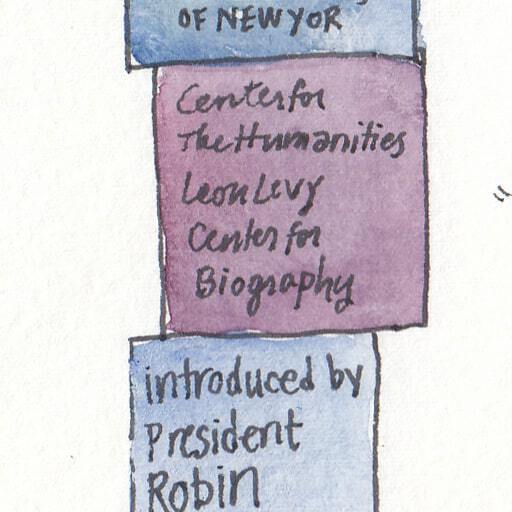 OF NEW YOR
Center for
The Humanities
Leon Levy
Center for
Biography
introduced by
President
Robin